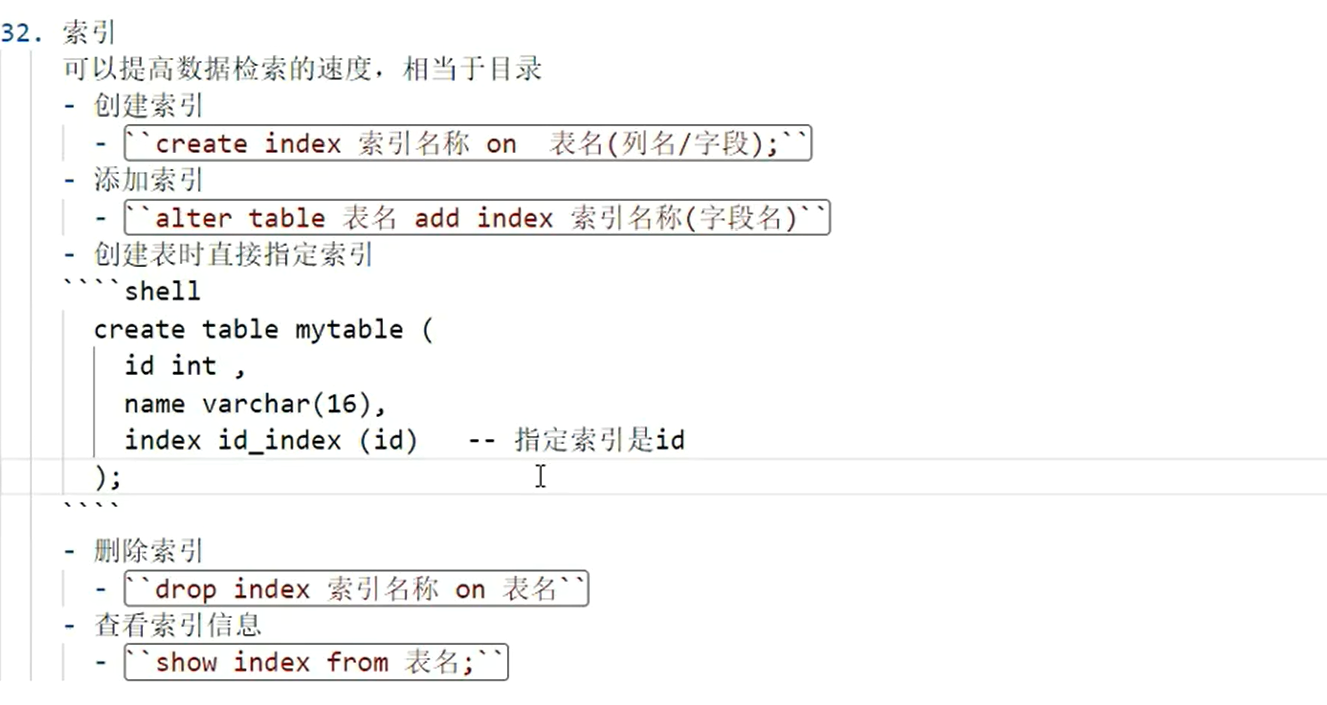 32. 索引
可以提高数据检索的速度，相当于目录
- 创建索引
- ``create index 索引名称 on  表名(列名/字段);``
- 添加索引
- ``alter table 表名 add index 索引名称(字段名)``
- 创建表时直接指定索引
````shell
create table mytable (
id int ,
name varchar(16),
index id_index (id)   -- 指定索引是id
);
````
- 删除索引
- ``drop index 索引名称 on 表名``
- 查看索引信息
- ``show index from 表名;``